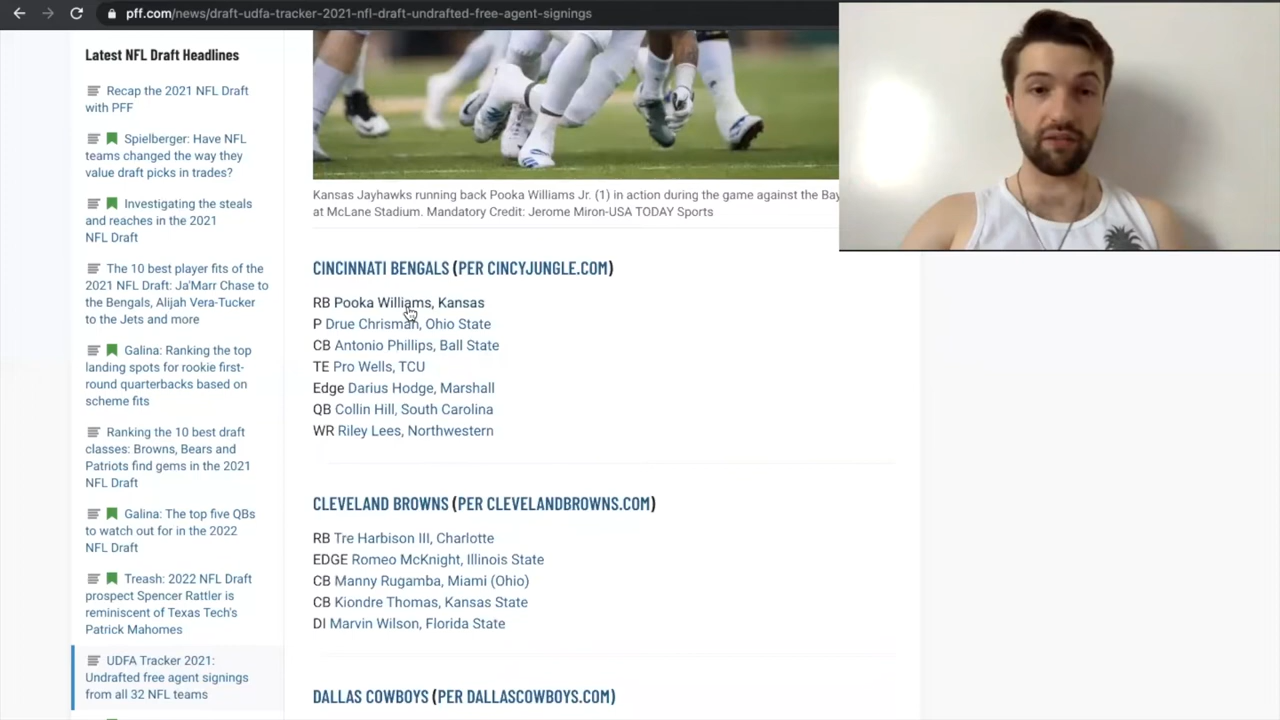 pff.com/news/draft-udfa-tracker-2021-nfl-draft-undrafted-free-agent-signings
Latest NFL Draft Headlines
Recap the 2021 NFL Draft
with PFF
Spielberger: Have NFL
teams changed the way they
value draft picks in trades?
Investigating the steals
and reaches in the 2021
NFL Draft
The 10 best player fits of the
2021 NFL Draft: Ja'Marr Chase to
the Bengals, Alijah Vera-Tucker
to the Jets and more
Galina: Ranking the top
landing spots for rookie first-
round quarterbacks based on
scheme fits
Ranking the 10 best draft
classes: Browns, Bears and
Patriots find gems in the 2021
NFL Draft
Galina: The top five QBs
to watch out for in the 2022
NFL Draft
Treash: 2022 NFL Draft
prospect Spencer Rattler is
reminiscent of Texas Tech's
Patrick Mahomes
UDFA Tracker 2021:
Undrafted free agent signings
from all 32 NFL teams
Kansas Jayhawks running back Pooka Williams Jr. (1) in action during the game against the Bay
at McLane Stadium. Mandatory Credit: Jerome Miron-USA TODAY Sports
CINCINNATI BENGALS (PER CINCYJUNGLE.COM)
RB Pooka Williams, Kansas
P Drue Chrisman, Ohio State
CB Antonio Phillips, Ball State
TE Pro Wells, TCU
Edge Darius Hodge, Marshall
QB Collin Hill, South Carolina
WR Riley Lees, Northwestern
CLEVELAND BROWNS (PER CLEVELANDBROWNS.COM)
RB Tre Harbison III, Charlotte
EDGE Romeo McKnight, Illinois State
CB Manny Rugamba, Miami (Ohio)
CB Kiondre Thomas, Kansas State
DI Marvin Wilson, Florida State
DALLAS COWBOYS (PER DALLASCOWBOYS.COM)